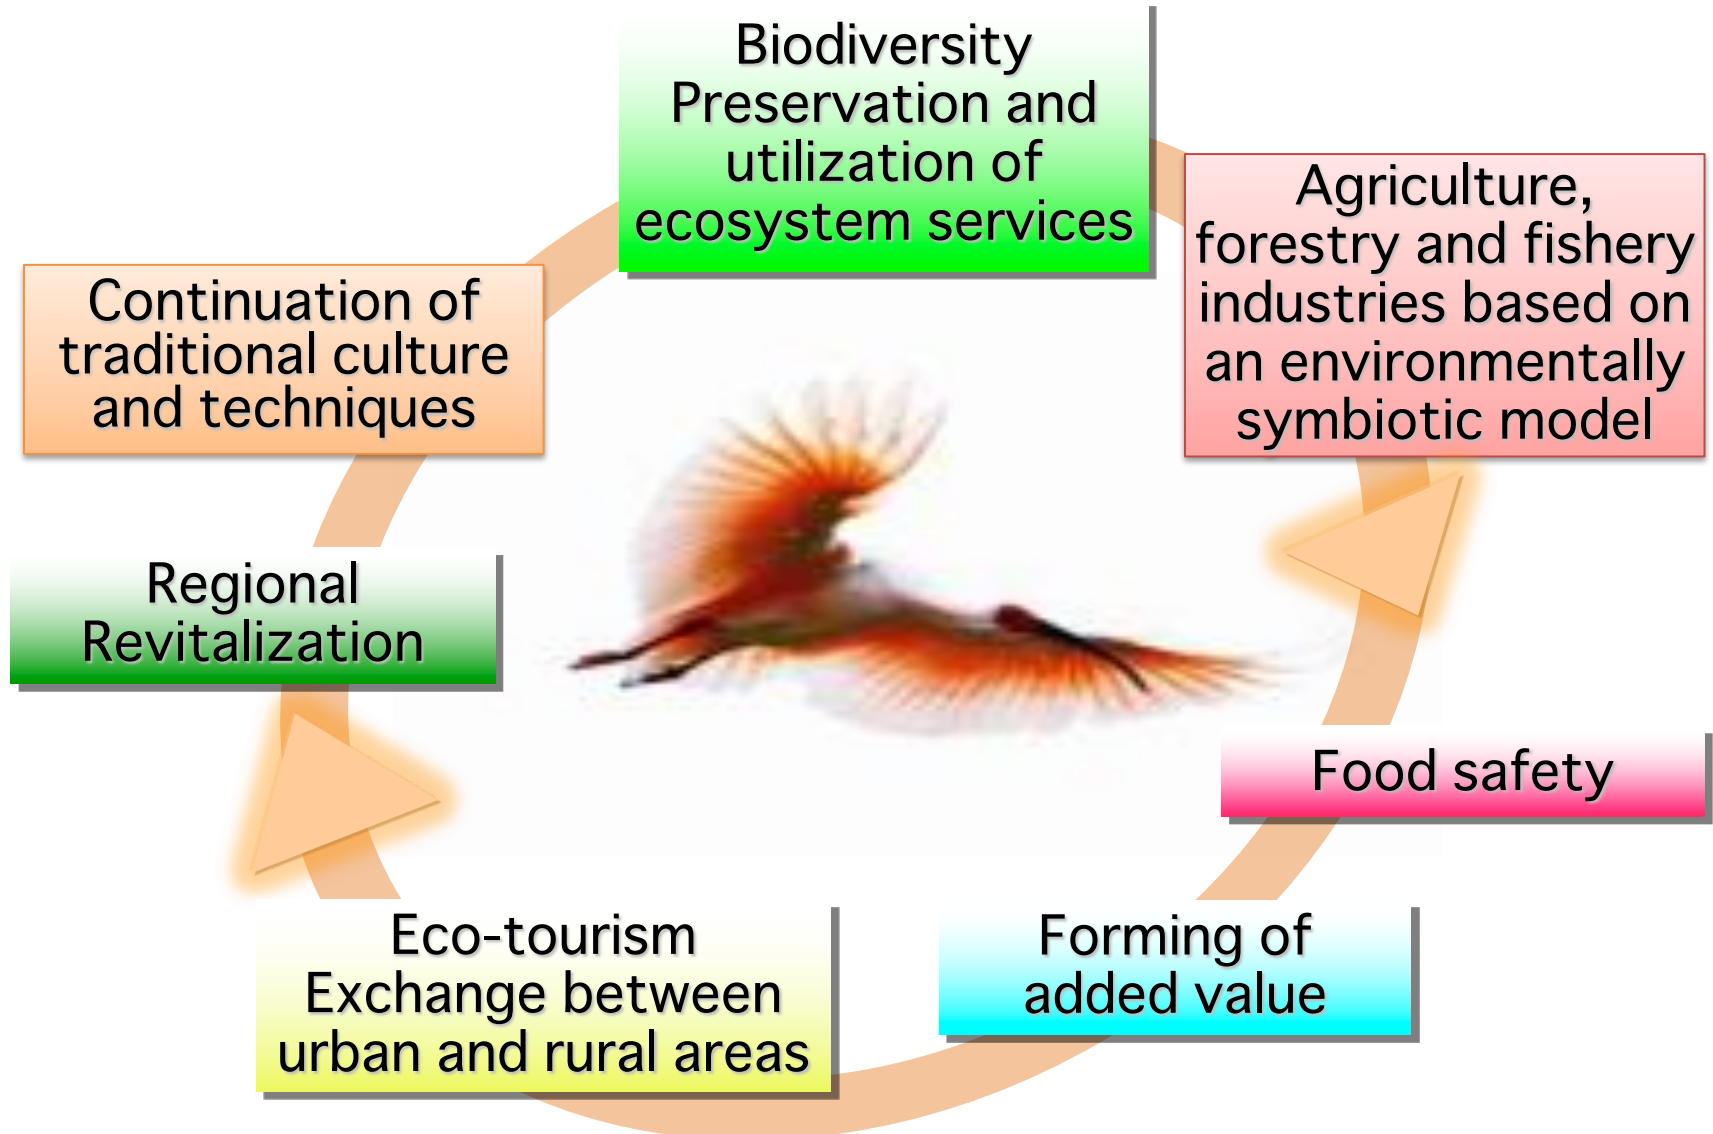 Biodiversity
Preservation and
utilization of
ecosystem services
Agriculture,
forestry and fishery
industries based on
an environmentally
symbiotic model
Continuation of
traditional culture
and techniques
Regional
Revitalization
Food safety
Eco-tourism
Exchange between
urban and rural areas
Forming of
added value